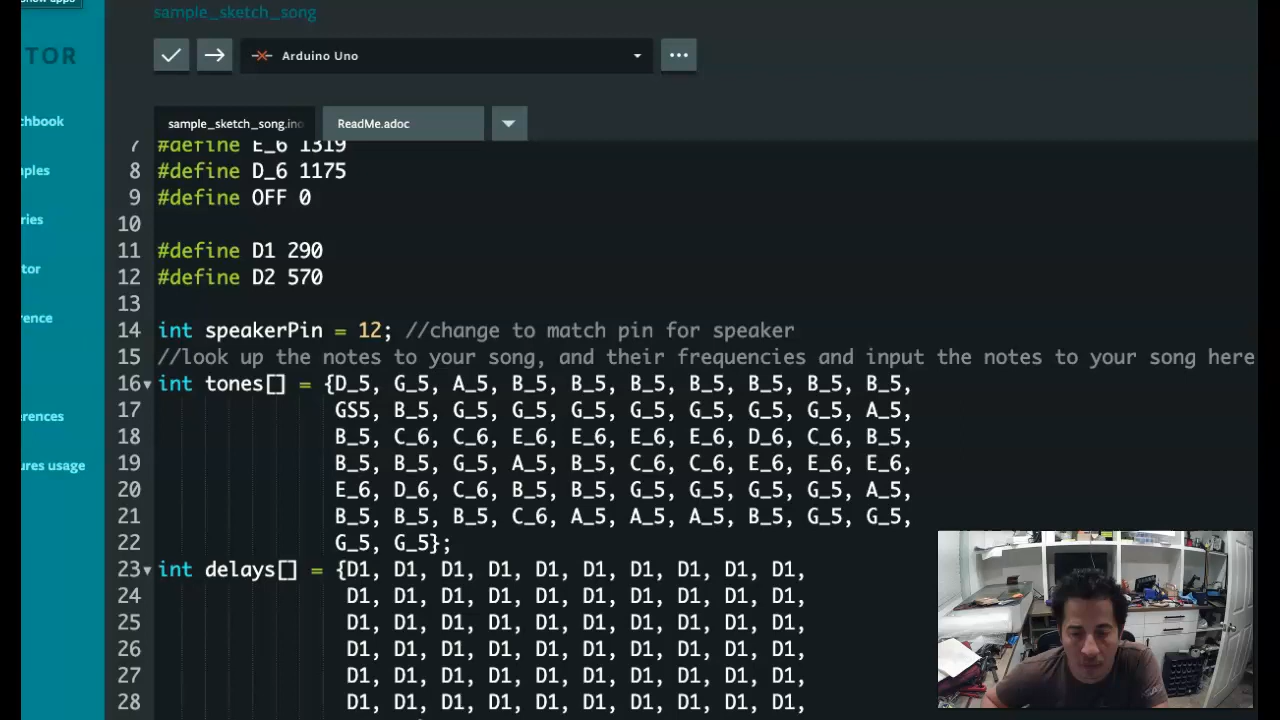 sample_sketch_song
TOR
Arduino Uno
chbook
ples
ries
tor
rence
erences
ures usage
sample_sketch_song.ino
ReadMe.adoc
7 #define E_6 1319
8 #define D_6 1175
9 #define OFF 0
10
11 #define D1 290
12 #define D2 570
13
14 int speakerPin = 12; //change to match pin for speaker
15 //look up the notes to your song, and their frequencies and input the notes to your song here
16 int tones[] = {D_5, G_5, A_5, B_5, B_5, B_5, B_5, B_5, B_5, B_5,
17 GS5, B_5, G_5, G_5, G_5, G_5, G_5, G_5, G_5, A_5,
18 B_5, C_6, C_6, E_6, E_6, E_6, E_6, D_6, C_6, B_5,
19 B_5, B_5, G_5, A_5, B_5, C_6, C_6, E_6, E_6, E_6,
20 E_6, D_6, C_6, B_5, B_5, G_5, G_5, G_5, G_5, A_5,
21 B_5, B_5, B_5, C_6, A_5, A_5, A_5, B_5, G_5, G_5,
22 G_5, G_5};
23 int delays[] = {D1, D1, D1, D1, D1, D1, D1, D1, D1, D1,
24 D1, D1, D1, D1, D1, D1, D1, D1, D1, D1,
25 D1, D1, D1, D1, D1, D1, D1, D1, D1, D1,
26 D1, D1, D1, D1, D1, D1, D1, D1, D1, D1,
27 D1, D1, D1, D1, D1, D1, D1, D1, D1, D1,
28 D1, D1, D1, D1, D1, D1, D1, D1, D1, D1,